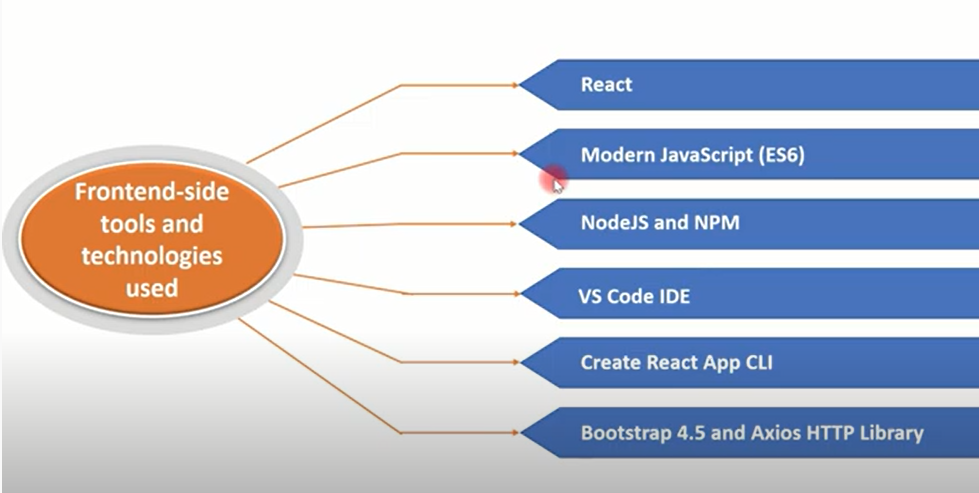 Frontend-side
tools and
technologies
used
React
Modern JavaScript (ES6)
NodeJS and NPM
VS Code IDE
Create React App CLI
Bootstrap 4.5 and Axios HTTP Library